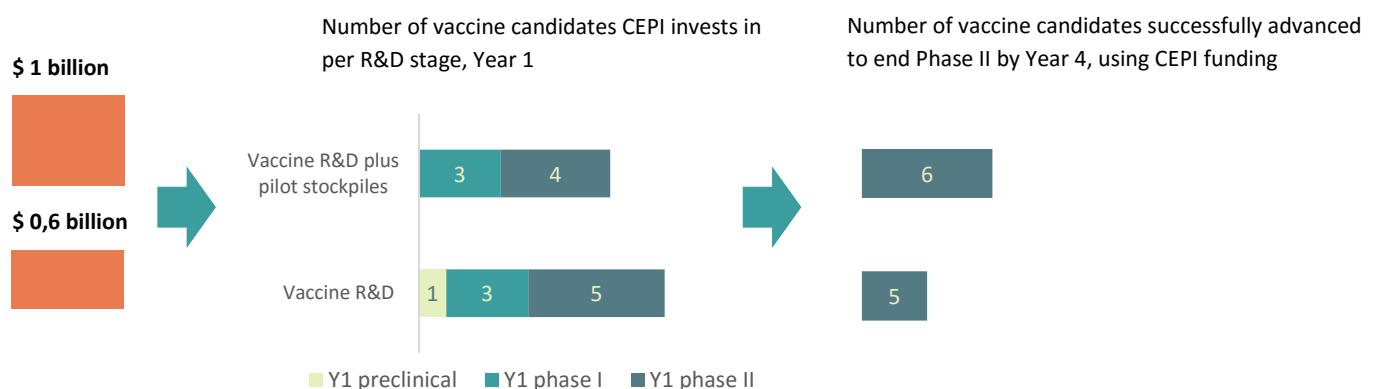 Number of vaccine candidates CEPI invests in
per R&D stage, Year 1
Number of vaccine candidates successfully advanced
to end Phase II by Year 4, using CEPI funding
$ 1 billion
$ 0,6 billion
Vaccine R&D plus
pilot stockpiles
3
4
6
Vaccine R&D
1
3
5
5
Y1 preclinical
Y1 phase I
Y1 phase II